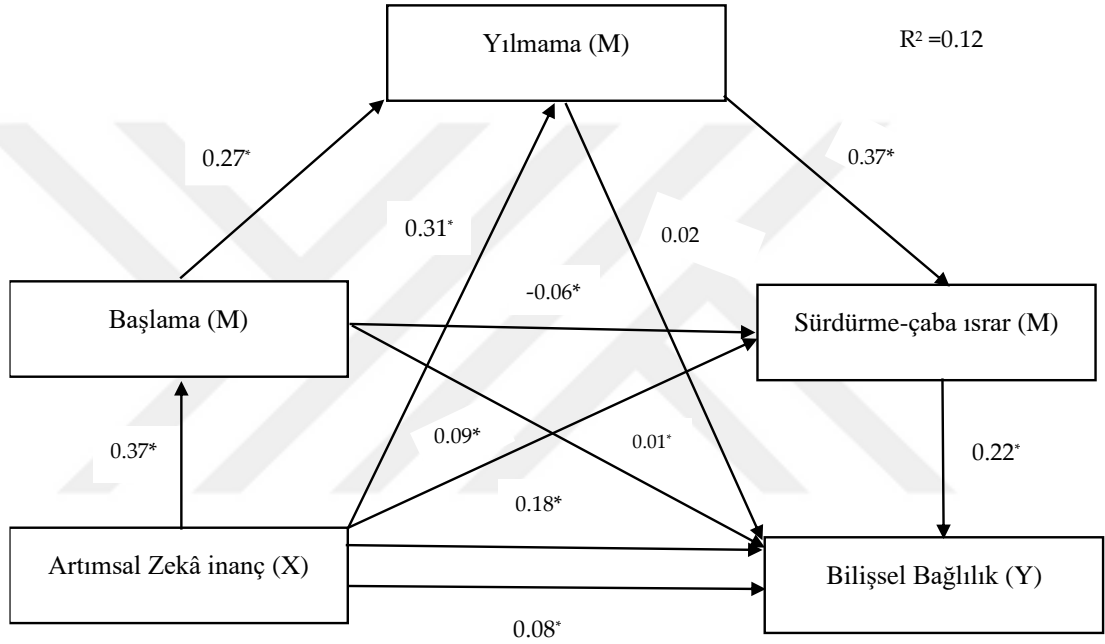 Yılmama (M)
R² =0.12
0.27*
0.37*
0.31*
0.02
-0.06*
Başlama (M)
Sürdürme-çaba ısrar (M)
0.09*
0.01*
0.37*
0.22*
0.18*
Artımsal Zekâ inanç (X)
Bilişsel Bağlılık (Y)
0.08*